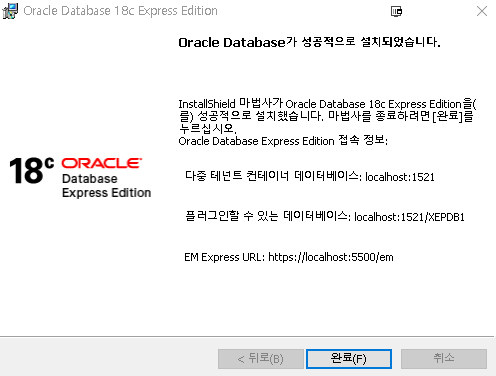 Oracle Database 18c Express Edition
Oracle Database가 성공적으로 설치되었습니다.
InstallShield 마법사가 Oracle Database 18c Express Edition을(
를) 성공적으로 설치했습니다. 마법사를 종료하려면 [완료]를
누르십시오.
Oracle Database Express Edition 접속 정보:
18c ORACLE
Database
Express Edition
다중 테넌트 컨테이너 데이터베이스: localhost:1521
플러그인할 수 있는 데이터베이스: localhost:1521/XEPDB1
EM Express URL: https://localhost:5500/em
< 뒤로(B)
완료(F)
취소